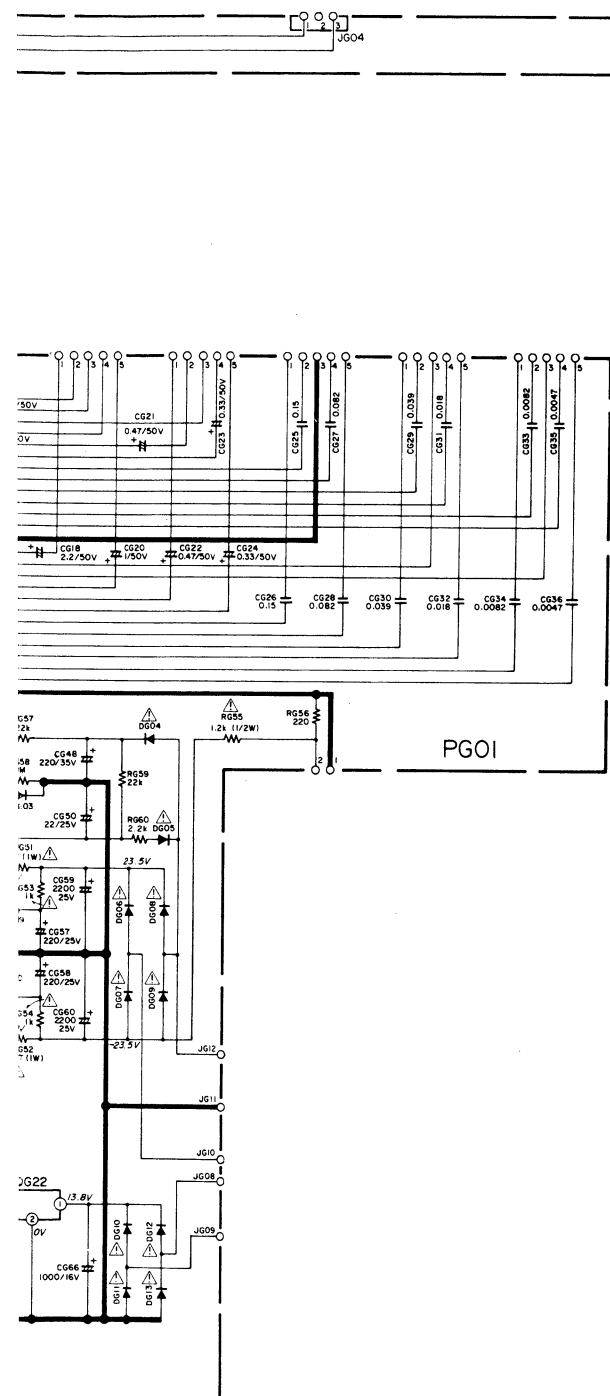 1 2 3
JG04
1 2 3 4 5
1 2 3 4 5
1 2 3 4 5
1 2 3 4 5
1 2 3 4 5
/50V
CG21
0.47/50V
CG23 0.33/50V
CG25 0.15
CG27 0.082
CG29 0.039
CG31 0.018
CG33 0.0082
CG35 0.0047
CG18
2.2/50V
CG20
1/50V
CG22
0.47/50V
CG24
0.33/50V
CG26
0.15
CG28
0.082
CG30
0.039
CG32
0.018
CG34
0.0082
CG36
0.0047
CG48
220/35V
DG04
RG55
1.2k (1/2W)
RG56
220
PG01
2 1
RG59
22k
CG50
22/25V
RG60
2.2k
DG05
(1W)
23.5V
CG59
2200
25V
1k
DG06
DG08
CG57
220/25V
CG58
220/25V
DG07
DG09
1k
CG60
2200
25V
-23.5V
(1W)
JG12
JG11
JG10
JG08
JG09
1
13.8V
2
0V
DG10
DG12
CG66
1000/16V
DG11
DG13